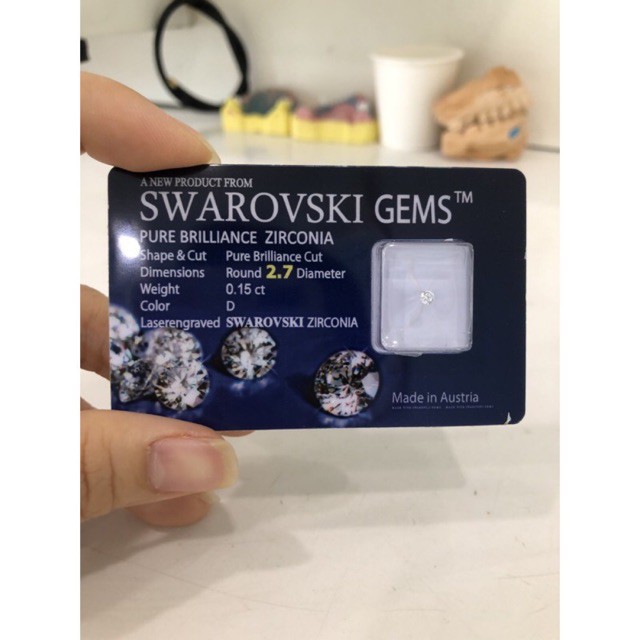 A NEW PRODUCT FROM
SWAROVSKI GEMS™
PURE BRILLIANCE ZIRCONIA
Shape & Cut Pure Brilliance Cut
Dimensions Round 2.7 Diameter
Weight 0.15 ct
Color D
Laserengraved SWAROVSKI ZIRCONIA
Made in Austria